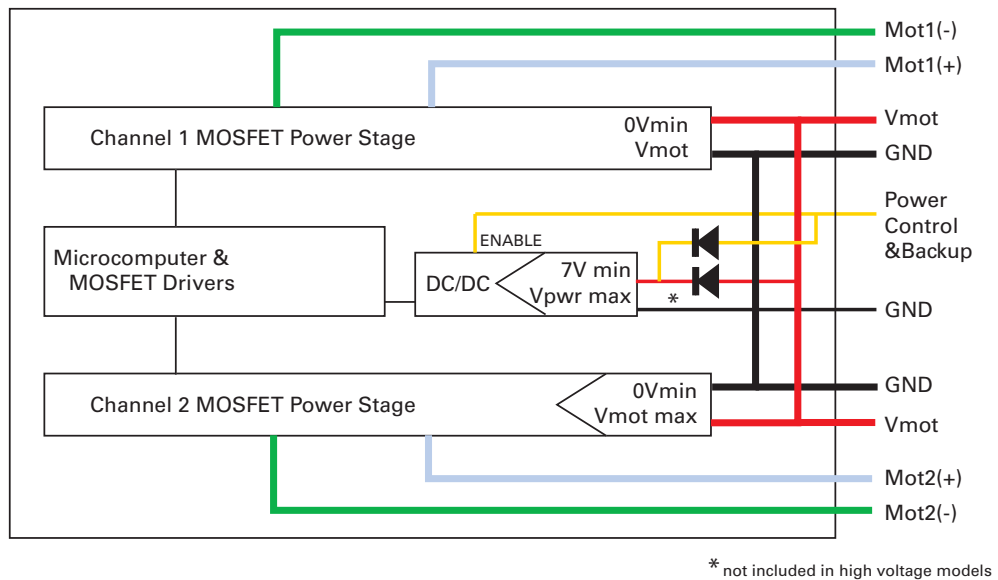 Mot1(-)
Mot1(+)
Channel 1 MOSFET Power Stage
0Vmin
Vmot
Vmot
GND
Power
Control
&Backup
ENABLE
Microcomputer &
MOSFET Drivers
DC/DC
7V min
Vpwr max
*
GND
Channel 2 MOSFET Power Stage
0Vmin
Vmot max
GND
Vmot
Mot2(+)
Mot2(-)
* not included in high voltage models